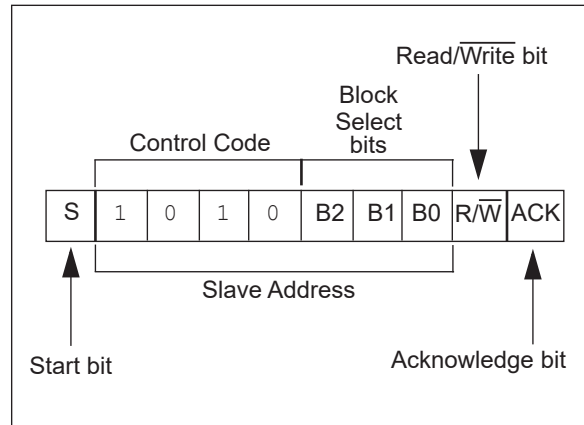 Read/Write bit
Block
Select
bits
Control Code
S 1 0 1 0 B2 B1 B0 R/W ACK
Slave Address
Start bit
Acknowledge bit